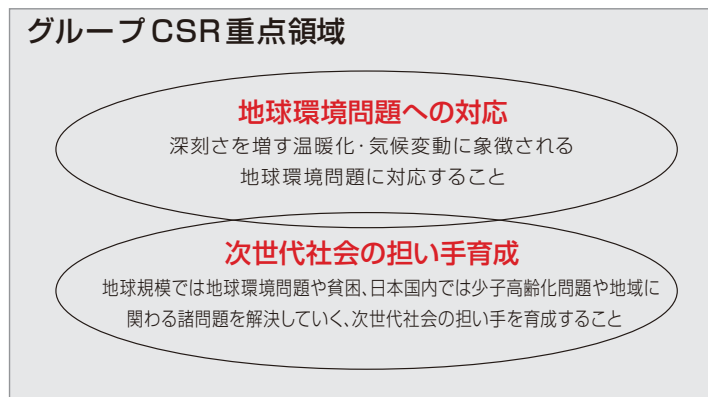 グループCSR重点領域
地球環境問題への対応
深刻さを増す温暖化・気候変動に象徴される
地球環境問題に対応すること
次世代社会の担い手育成
地球規模では地球環境問題や貧困、日本国内では少子高齢化問題や地域に
関わる諸問題を解決していく、次世代社会の担い手を育成すること